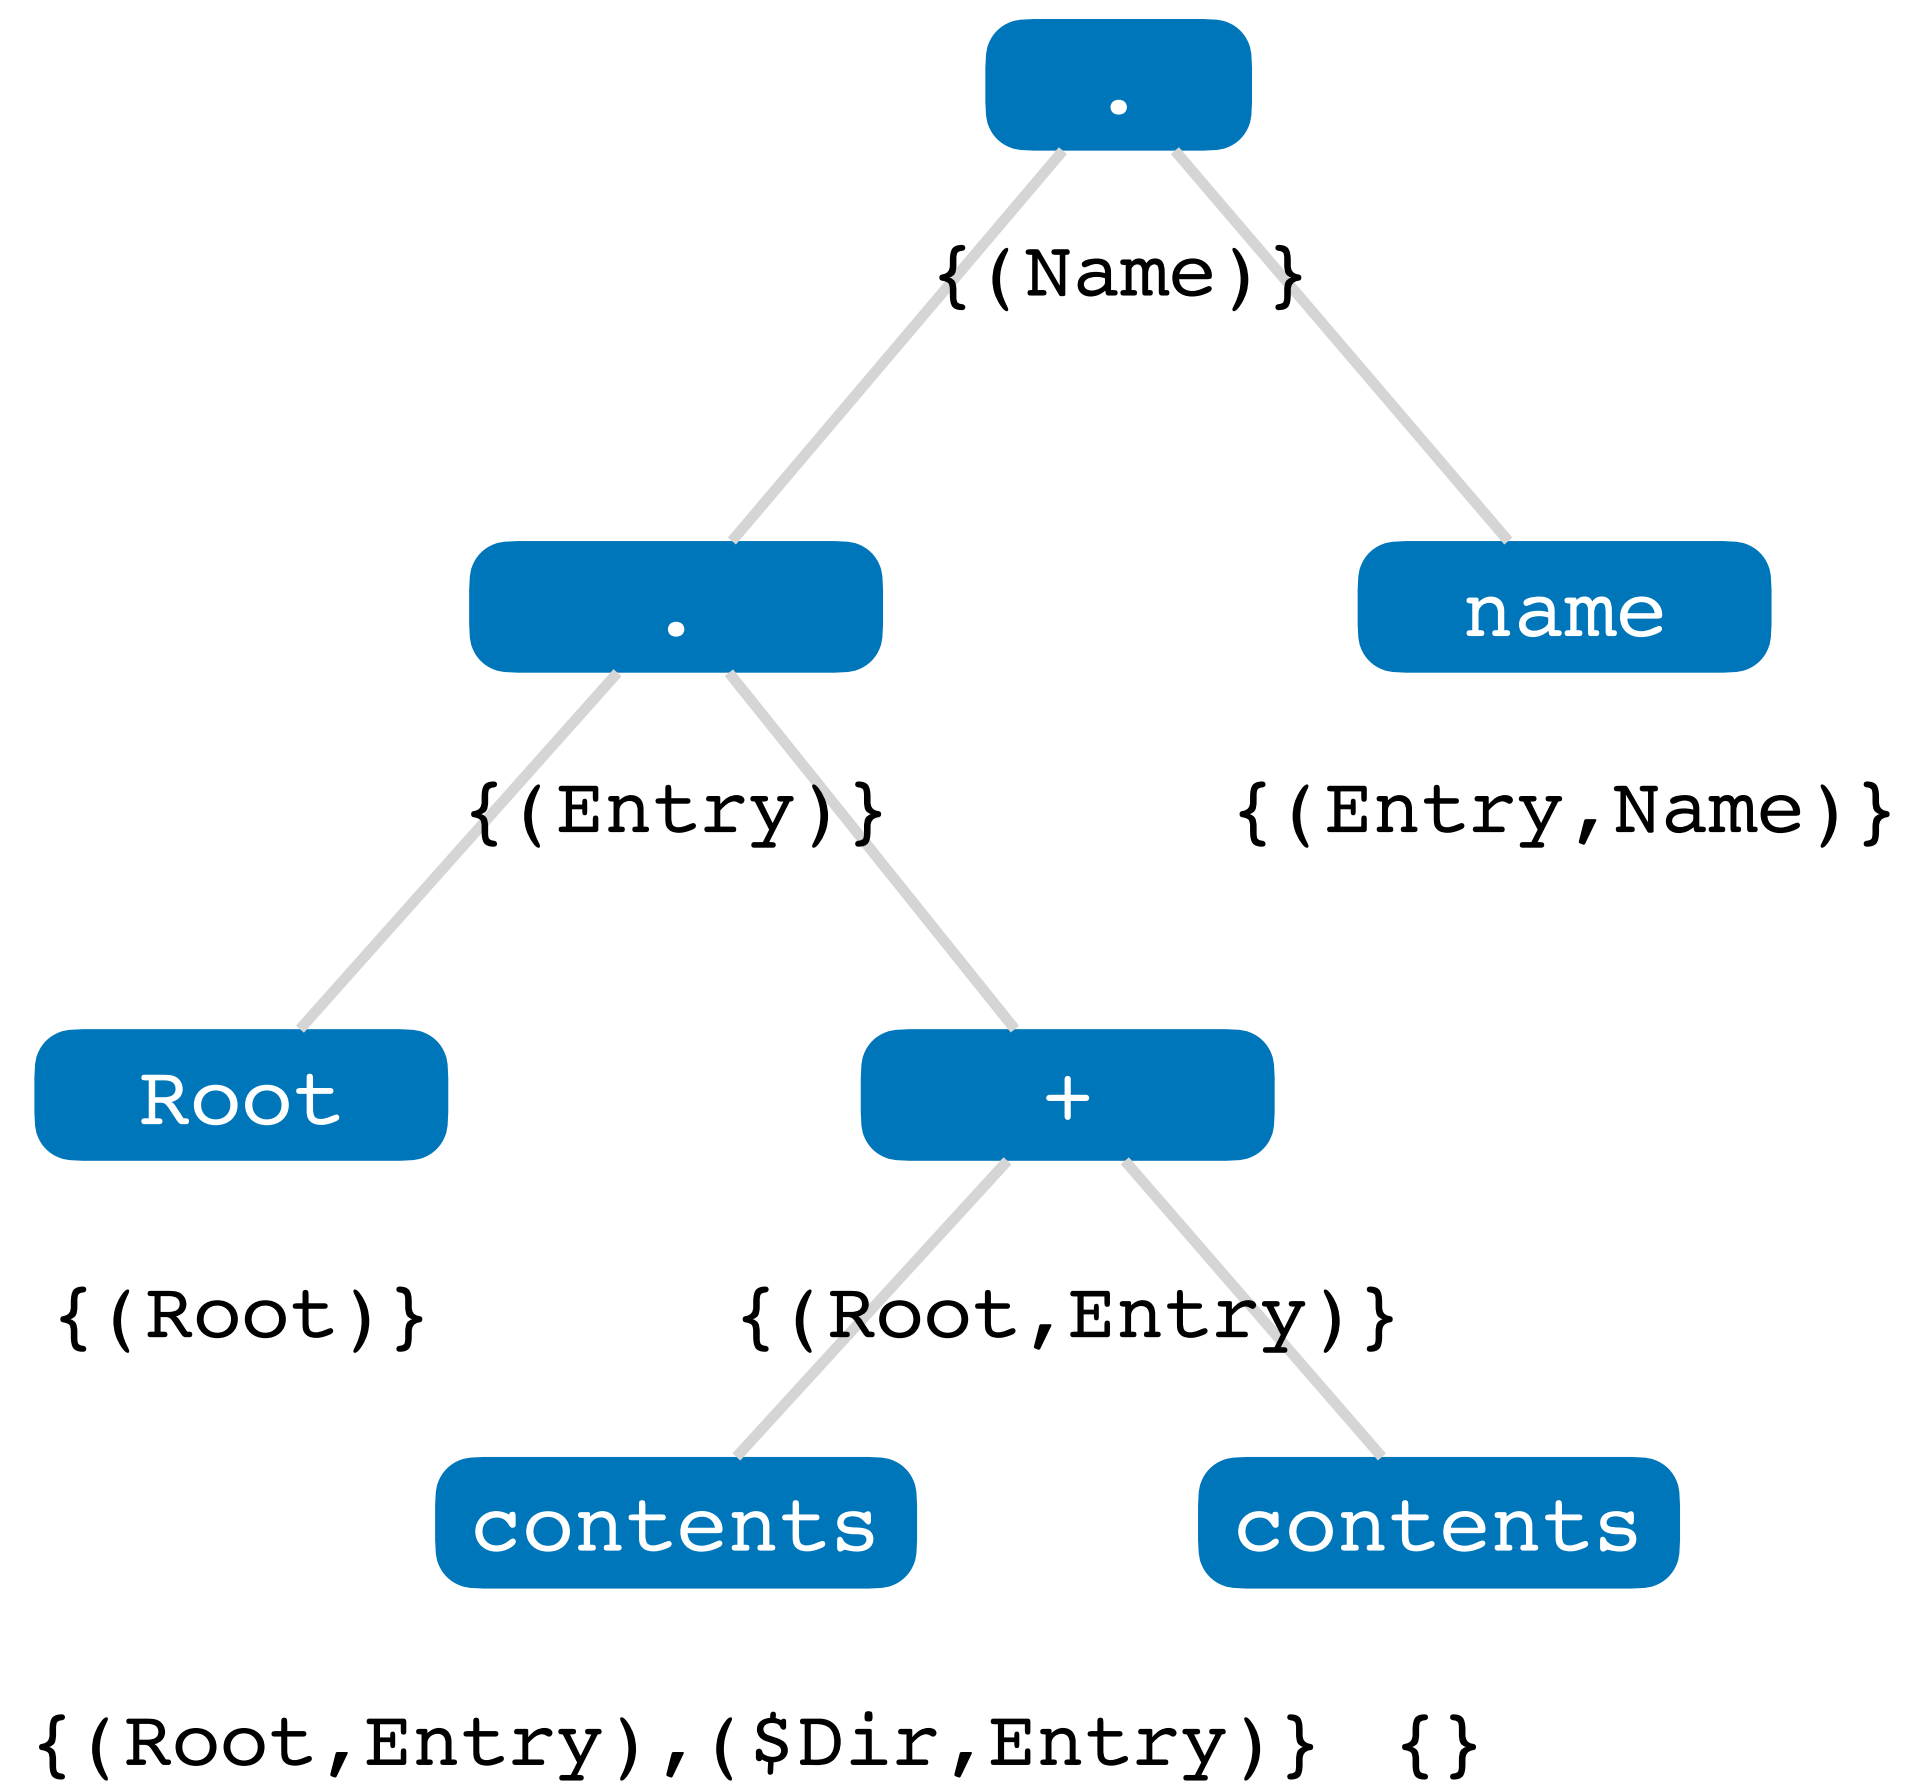 .
{(Name)}
.
name
{(Entry)}
{(Entry,Name)}
Root
+
{(Root)}
{(Root,Entry)}
contents
contents
{(Root,Entry),($Dir,Entry)}
{}